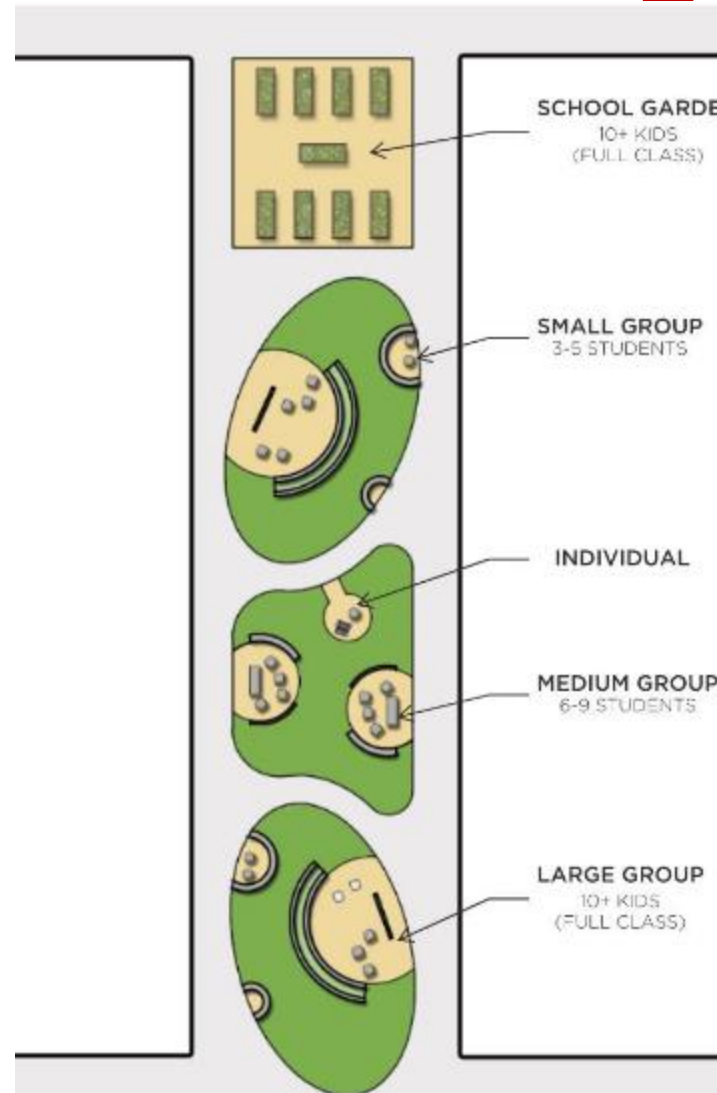 SCHOOL GARDE
10+ KIDS
(FULL CLASS)
SMALL GROUP
3-5 STUDENTS
INDIVIDUAL
MEDIUM GROUP
6-9 STUDENTS
LARGE GROUP
10+ KIDS
(FULL CLASS)